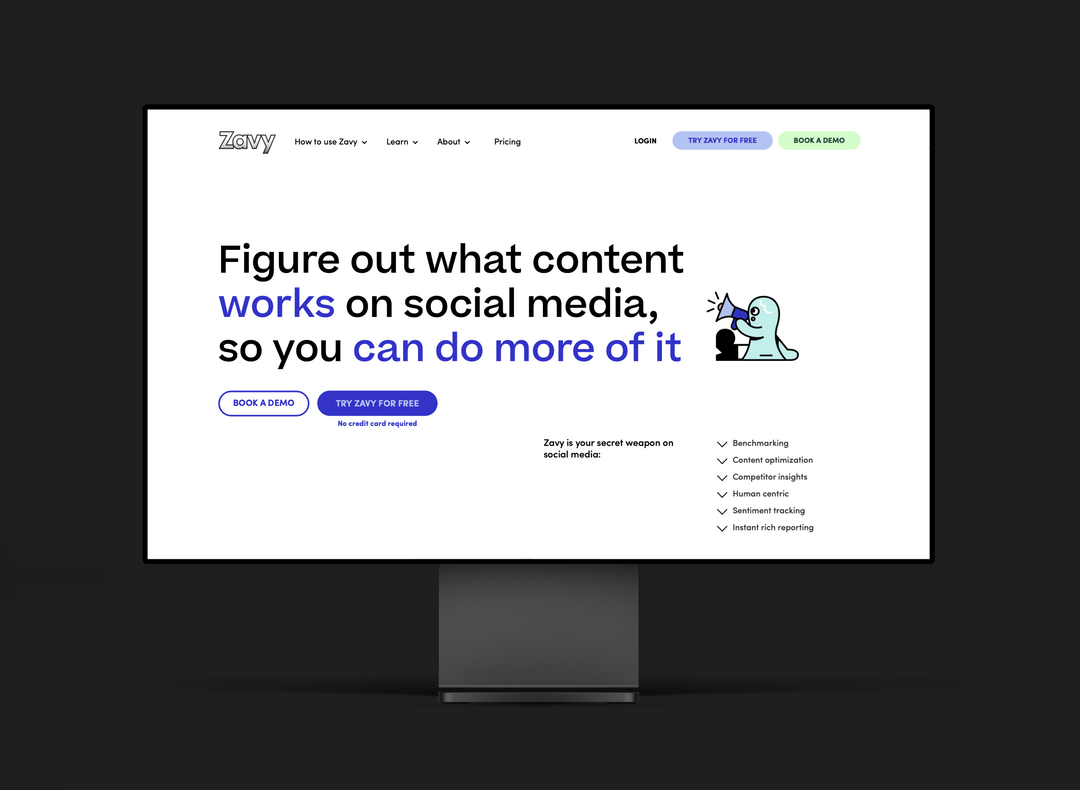 Zavy
How to use Zavy
Learn
About
Pricing
LOGIN
TRY ZAVY FOR FREE
BOOK A DEMO
Figure out what content
works on social media,
so you can do more of it
BOOK A DEMO
TRY ZAVY FOR FREE
No credit card required
Zavy is your secret weapon on
social media:
Benchmarking
Content optimization
Competitor insights
Human centric
Sentiment tracking
Instant rich reporting